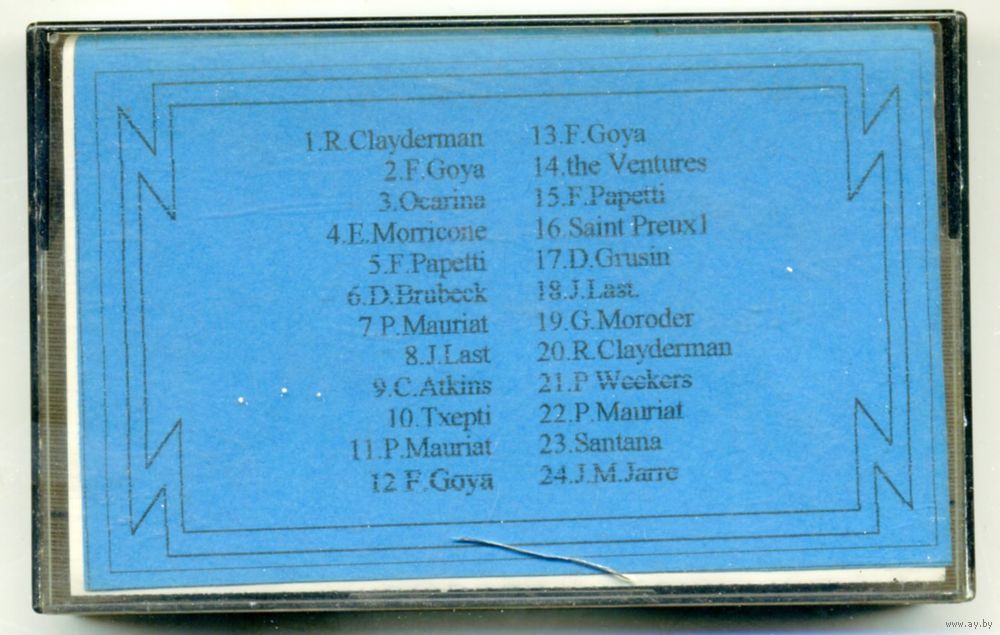 1.R.Clayderman
2.F.Goya
3.Ocarina
4.E.Morricone
5.F.Papetti
6.D.Brubeck
7.P.Mauriat
8.J.Last
9.C.Atkins
10.Txepti
11.P.Mauriat
12 F.Goya
13.F.Goya
14.the Ventures
15.F.Papetti
16.Saint Preux1
17.D.Grusin
18.J.Last.
19.G.Moroder
20.R.Clayderman
21.P Weekers
22.P.Mauriat
23.Santana
24.J.M.Jarre
www.ay.by